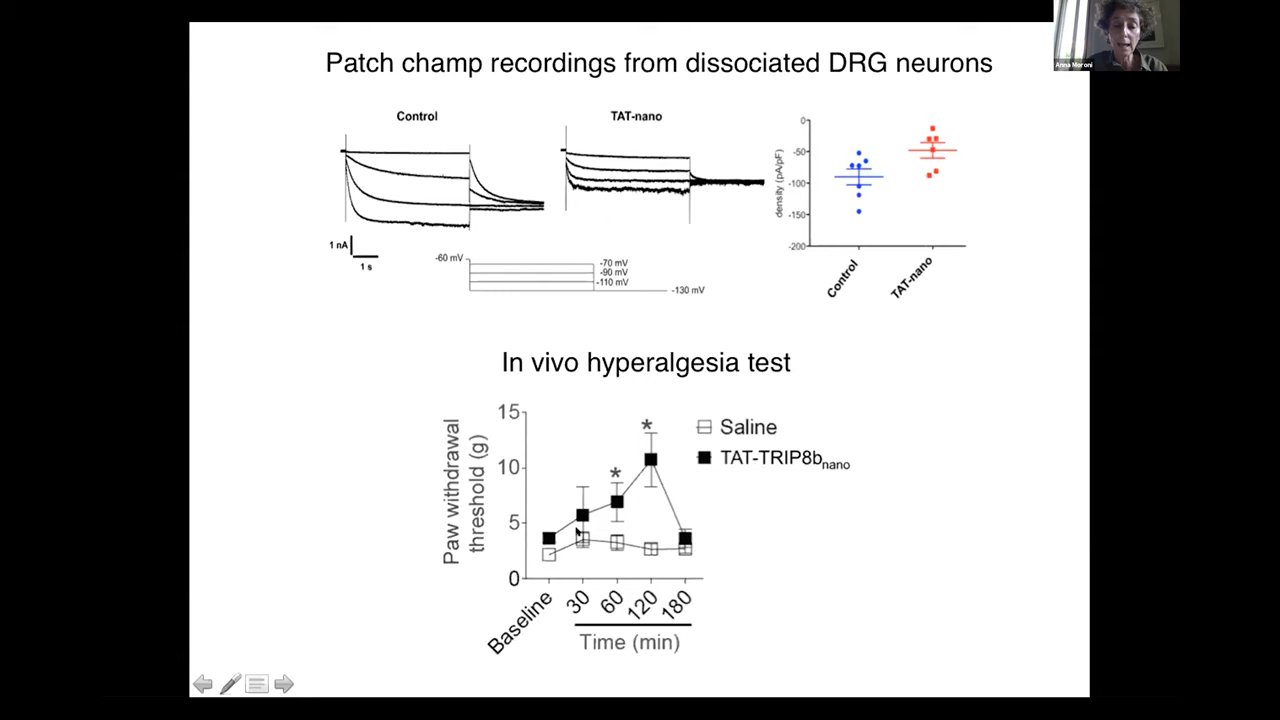 Anna Moroni
Patch champ recordings from dissociated DRG neurons
Control
TAT-nano
1 nA
1 s
-60 mV
-70 mV
-90 mV
-110 mV
-130 mV
density (pA/pF)
0
-50
-100
-150
-200
Control
TAT-nano
In vivo hyperalgesia test
Paw withdrawal
threshold (g)
15
10
5
0
*
*
Saline
TAT-TRIP8bnano
Baseline
30
60
120
180
Time (min)